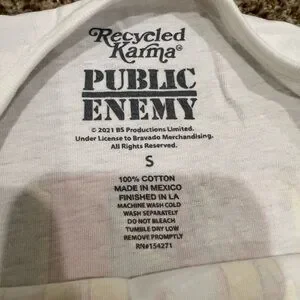 Recycled
Karma®
PUBLIC
ENEMY
© 2021 BS Productions Limited.
Under License to Bravado Merchandising.
All Rights Reserved.
S
100% COTTON
MADE IN MEXICO
FINISHED IN LA
MACHINE WASH COLD
WASH SEPARATELY
DO NOT BLEACH
TUMBLE DRY LOW
REMOVE PROMPTLY
RN#154271